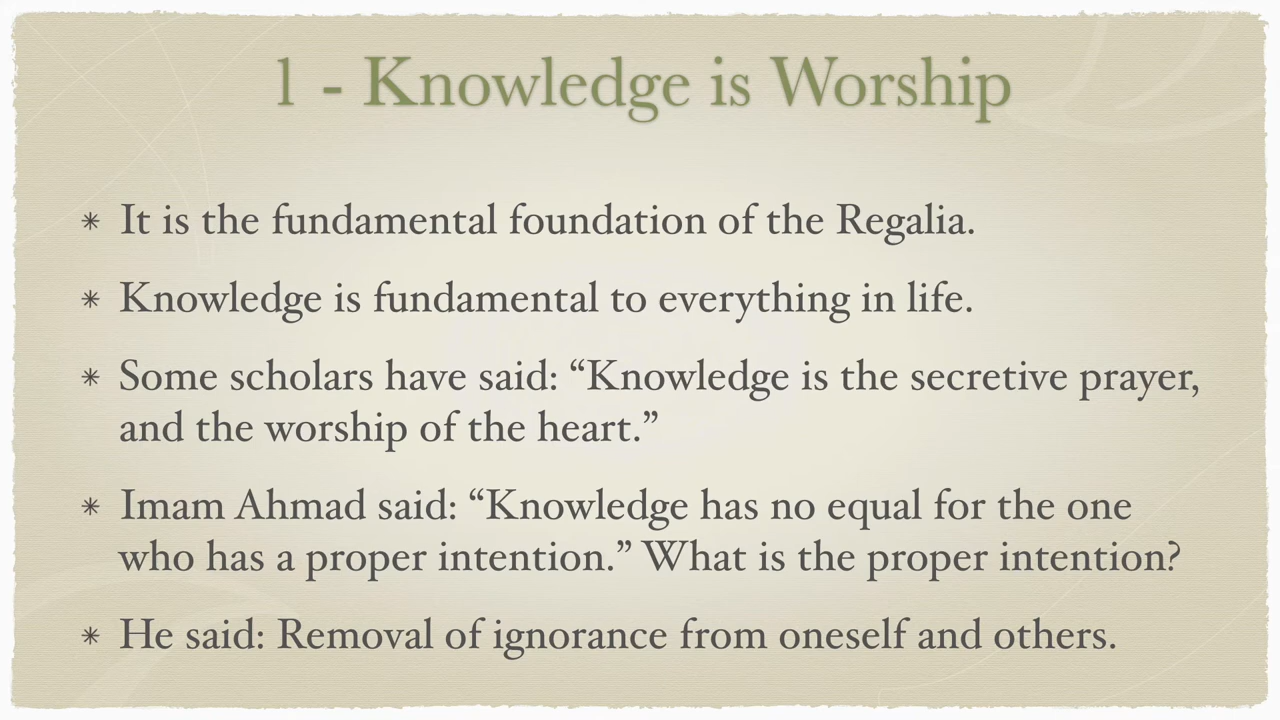 1 - Knowledge is Worship
✴ It is the fundamental foundation of the Regalia.
✴ Knowledge is fundamental to everything in life.
✴ Some scholars have said: “Knowledge is the secretive prayer,
and the worship of the heart.”
✴ Imam Ahmad said: “Knowledge has no equal for the one
who has a proper intention.” What is the proper intention?
✴ He said: Removal of ignorance from oneself and others.